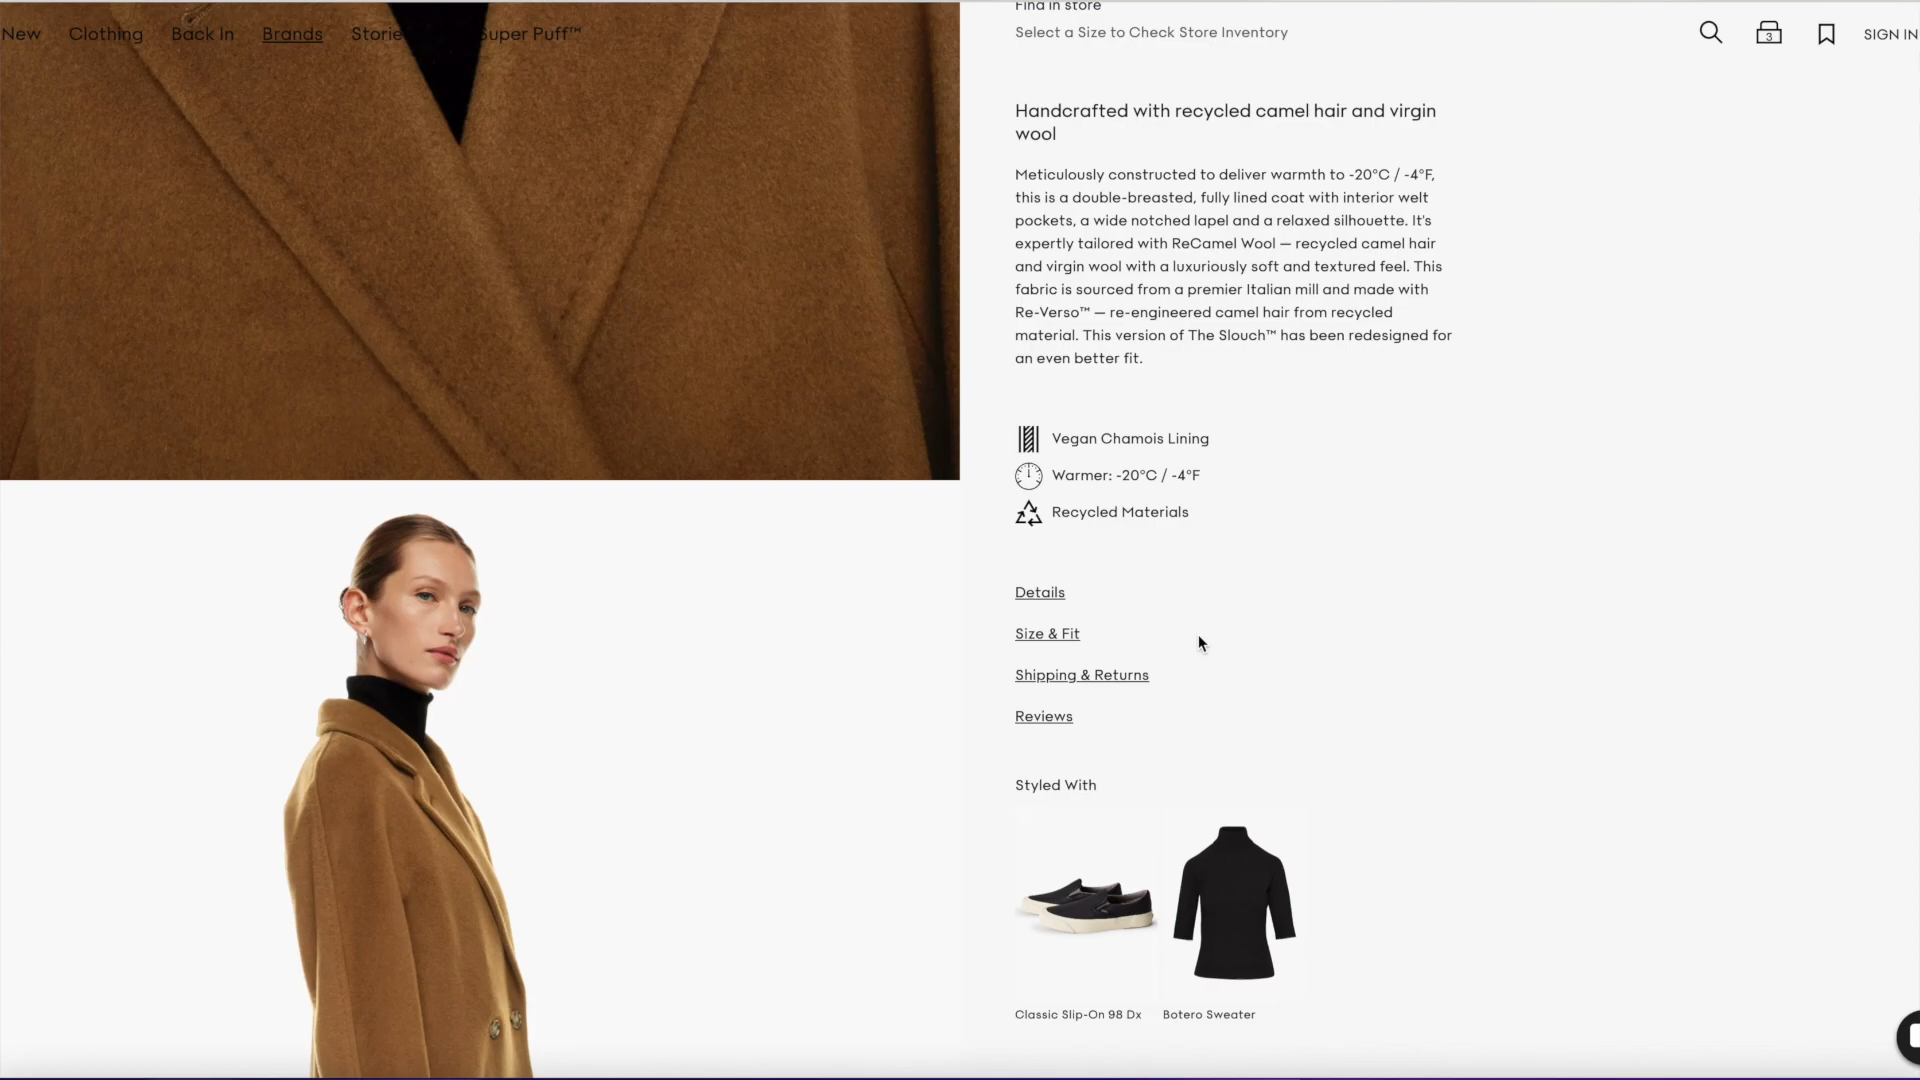 Find in store
New Clothing Back In Brands Stories Super Puff™ 3 SIGN IN
Select a Size to Check Store Inventory
Handcrafted with recycled camel hair and virgin
wool
Meticulously constructed to deliver warmth to -20°C / -4°F,
this is a double-breasted, fully lined coat with interior welt
pockets, a wide notched lapel and a relaxed silhouette. It's
expertly tailored with ReCamel Wool — recycled camel hair
and virgin wool with a luxuriously soft and textured feel. This
fabric is sourced from a premier Italian mill and made with
Re-Verso™ — re-engineered camel hair from recycled
material. This version of The Slouch™ has been redesigned for
an even better fit.
Vegan Chamois Lining
Warmer: -20°C / -4°F
Recycled Materials
Details
Size & Fit
Shipping & Returns
Reviews
Styled With
Classic Slip-On 98 Dx Botero Sweater